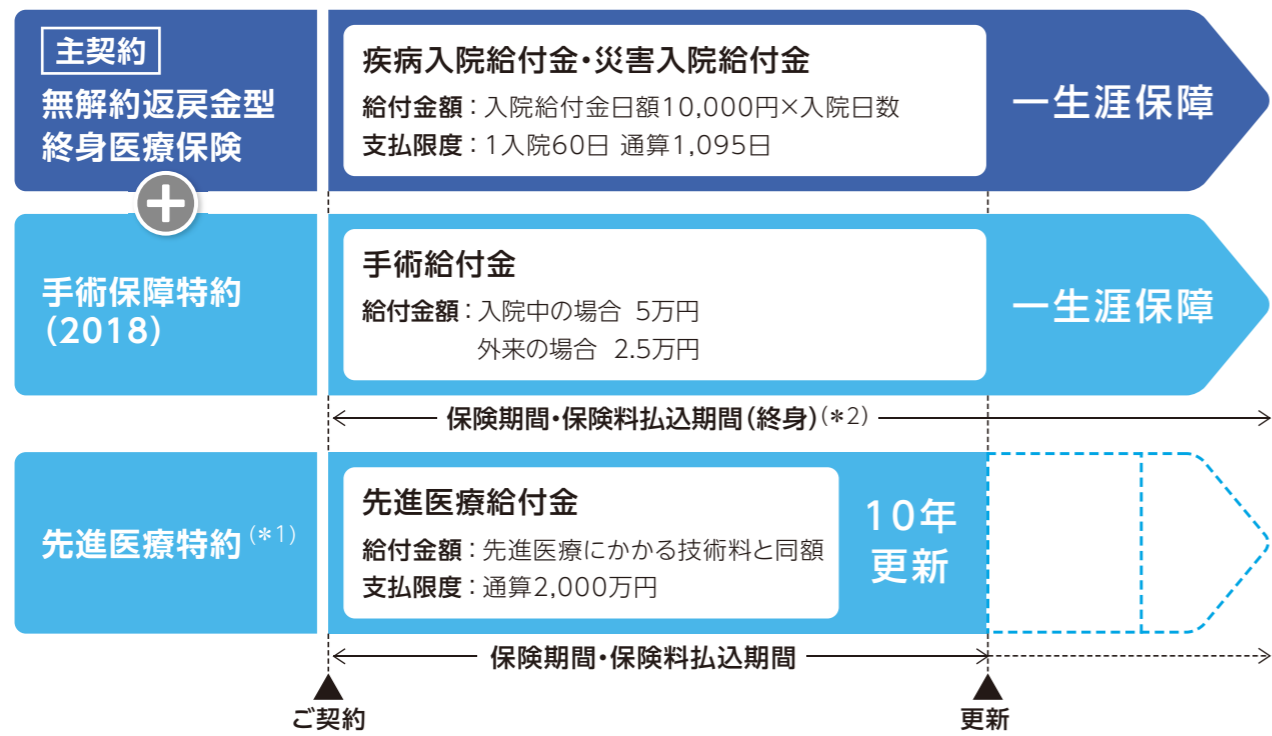 主契約
無解約返戻金型
終身医療保険
疾病入院給付金・災害入院給付金
給付金額：入院給付金日額10,000円×入院日数
支払限度：1入院60日 通算1,095日
一生涯保障
手術保障特約
（2018）
手術給付金
給付金額：入院中の場合 5万円
外来の場合 2.5万円
一生涯保障
保険期間・保険料払込期間（終身）(*2)
先進医療特約(*1)
先進医療給付金
給付金額：先進医療にかかる技術料と同額
支払限度：通算2,000万円
10年
更新
保険期間・保険料払込期間
ご契約
更新